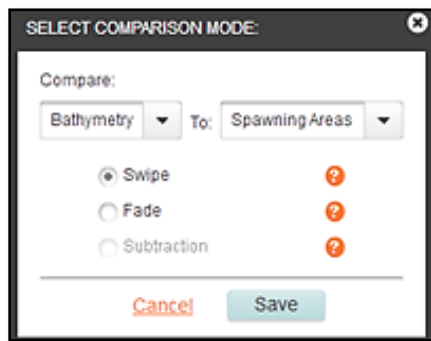 SELECT COMPARISON MODE:
Compare:
Bathymetry To: Spawning Areas
Swipe ?
Fade ?
Subtraction ?
Cancel Save